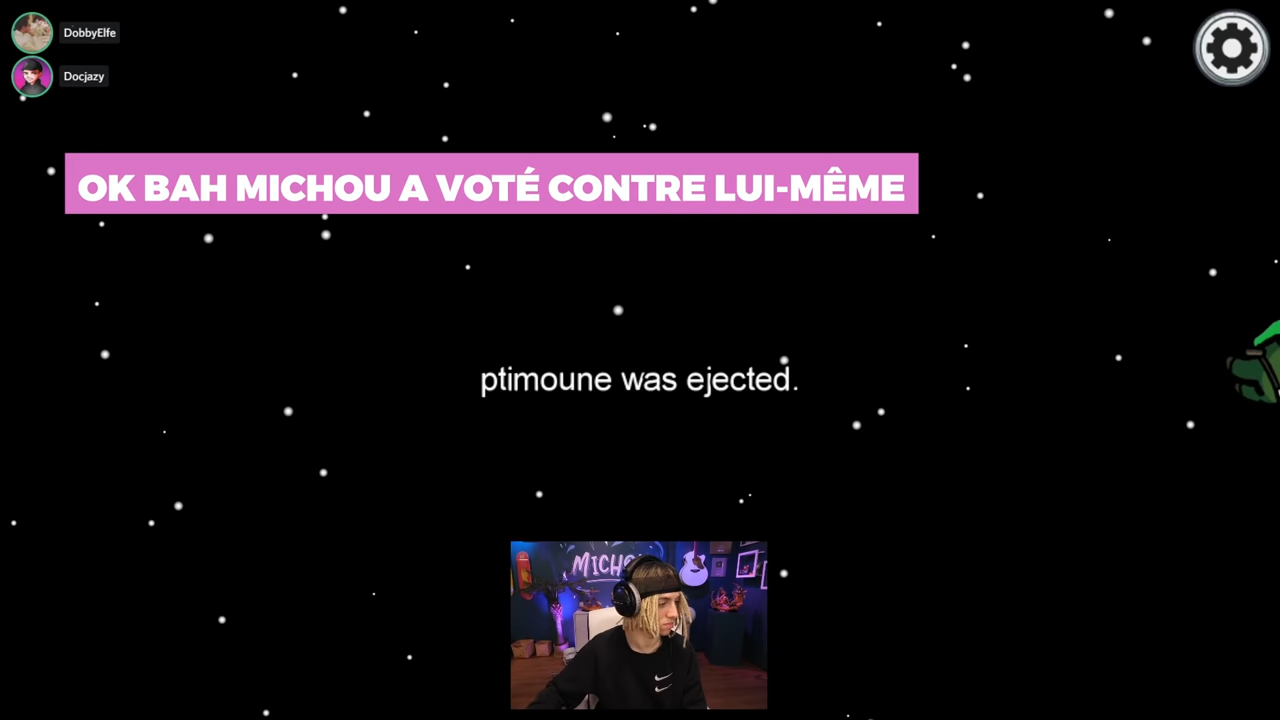 DobbyElfe
Docjazy
OK BAH MICHOU A VOTÉ CONTRE LUI-MÊME
ptimoune was ejected.